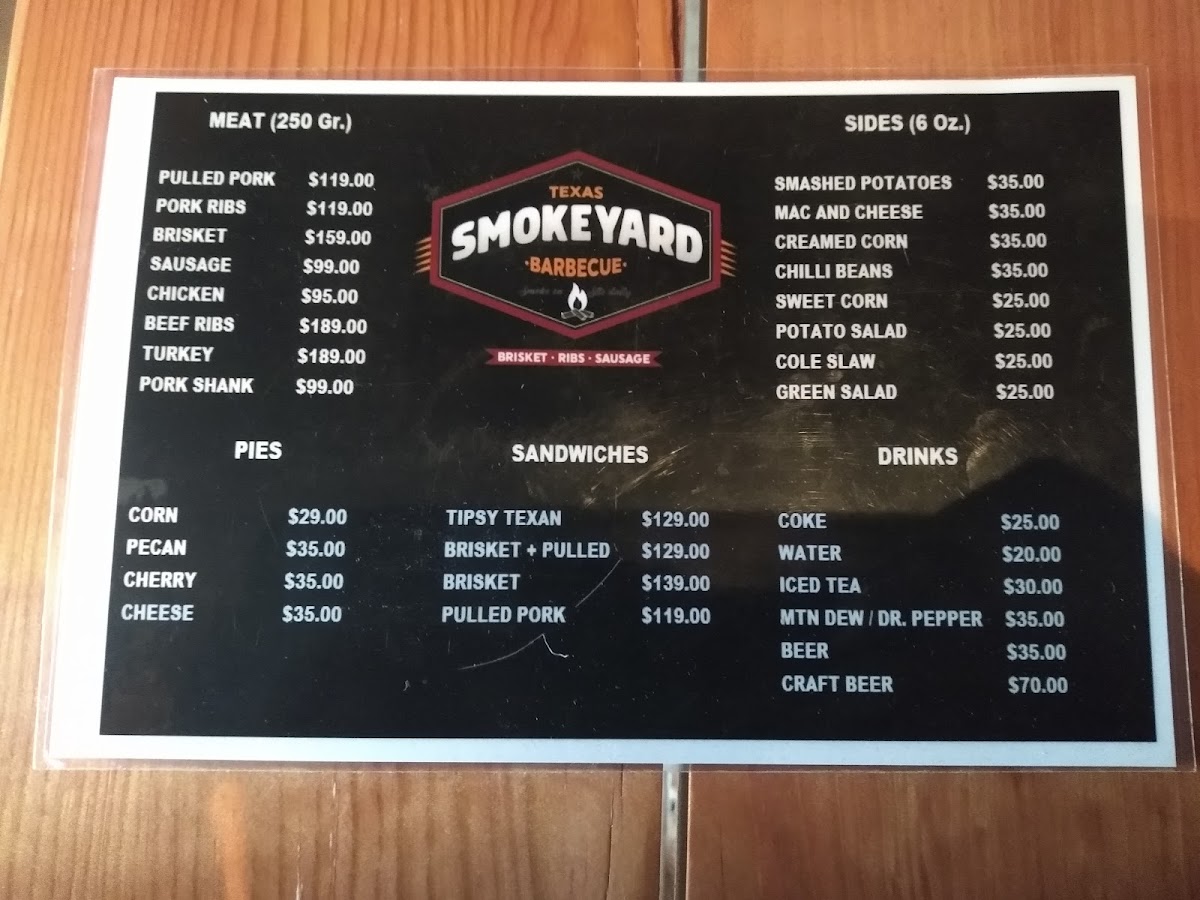 MEAT (250 Gr.)
PULLED PORK $119.00
PORK RIBS $119.00
BRISKET $159.00
SAUSAGE $99.00
CHICKEN $95.00
BEEF RIBS $189.00
TURKEY $189.00
PORK SHANK $99.00
TEXAS
SMOKEYARD
·BARBECUE·
BRISKET · RIBS · SAUSAGE
SIDES (6 Oz.)
SMASHED POTATOES $35.00
MAC AND CHEESE $35.00
CREAMED CORN $35.00
CHILLI BEANS $35.00
SWEET CORN $25.00
POTATO SALAD $25.00
COLE SLAW $25.00
GREEN SALAD $25.00
PIES
CORN $29.00
PECAN $35.00
CHERRY $35.00
CHEESE $35.00
SANDWICHES
TIPSY TEXAN $129.00
BRISKET + PULLED $129.00
BRISKET $139.00
PULLED PORK $119.00
DRINKS
COKE $25.00
WATER $20.00
ICED TEA $30.00
MTN DEW / DR. PEPPER $35.00
BEER $35.00
CRAFT BEER $70.00